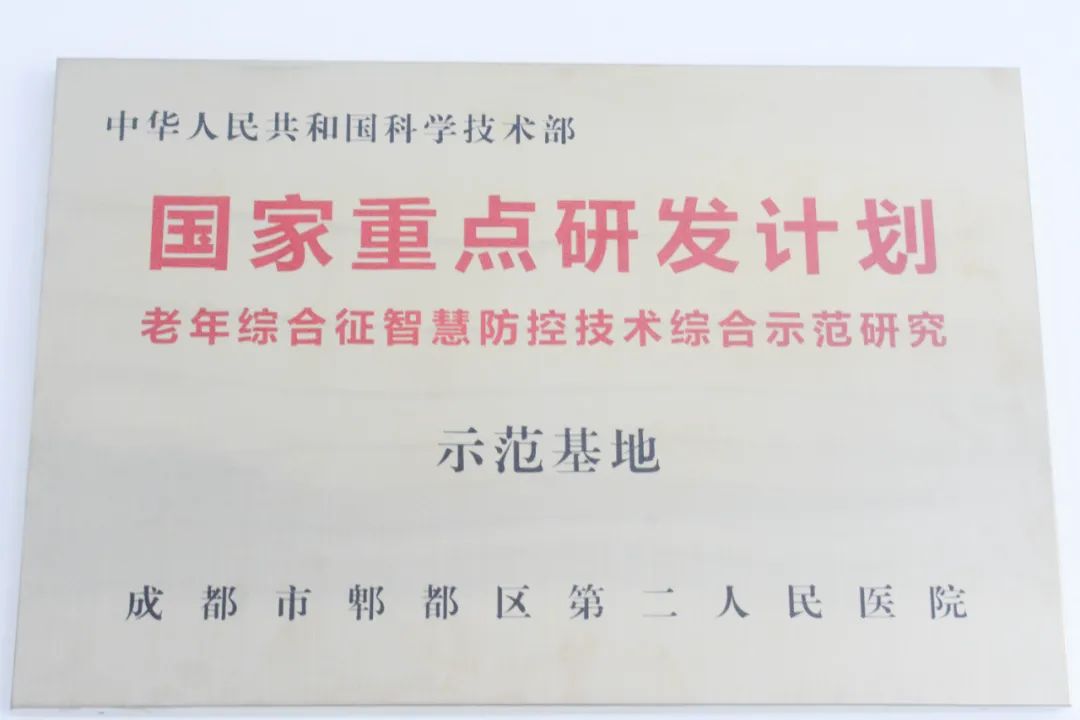 中华人民共和国科学技术部
国家重点研发计划
老年综合征智慧防控技术综合示范研究
示范基地
成都市郫都区第二人民医院